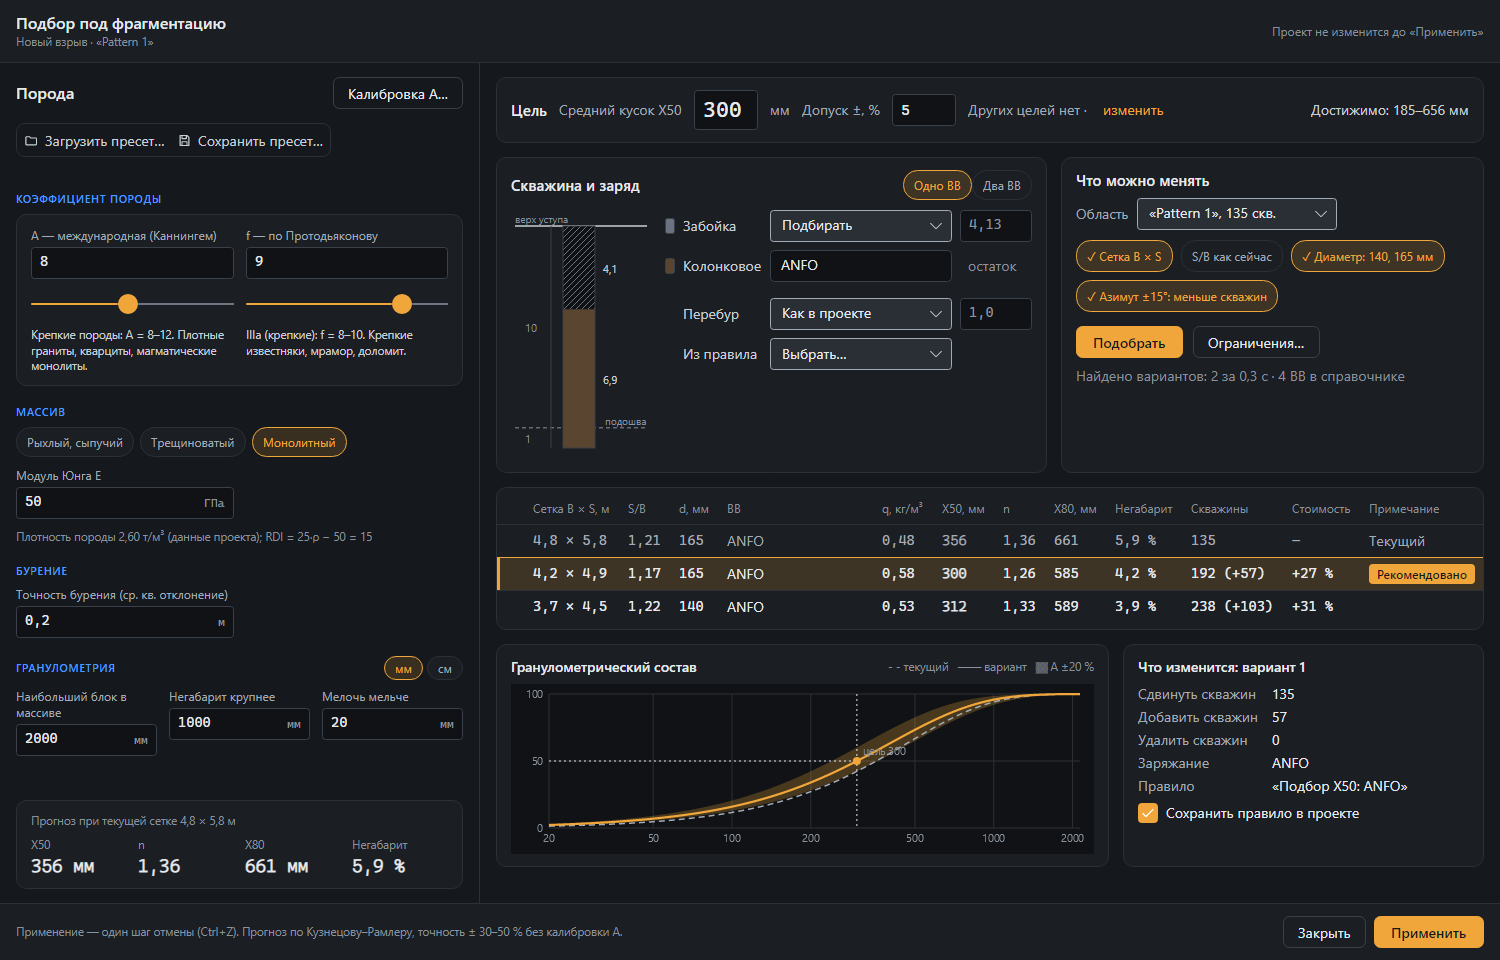 Подбор под фрагментацию
Новый взрыв · «Pattern 1»
Проект не изменится до «Применить»
Порода
Калибровка A...
Загрузить пресет... Сохранить пресет...
КОЭФФИЦИЕНТ ПОРОДЫ
A — международная (Каннингем)
8
f — по Протодьяконову
9
Крепкие породы: A = 8–12. Плотные
граниты, кварциты, магматические
монолиты.
IIIa (крепкие): f = 8–10. Крепкие
известняки, мрамор, доломит.
МАССИВ
Рыхлый, сыпучий Трещиноватый Монолитный
Модуль Юнга E
50 ГПа
Плотность породы 2,60 т/м³ (данные проекта); RDI = 25·ρ − 50 = 15
БУРЕНИЕ
Точность бурения (ср. кв. отклонение)
0,2 м
ГРАНУЛОМЕТРИЯ мм см
Наибольший блок в
массиве
2000 мм
Негабарит крупнее
1000 мм
Мелочь мельче
20 мм
Прогноз при текущей сетке 4,8 × 5,8 м
X50 n X80 Негабарит
356 мм 1,36 661 мм 5,9 %
Цель Средний кусок X50 300 мм Допуск ±, % 5 Других целей нет · изменить Достижимо: 185–656 мм
Скважина и заряд Одно ВВ Два ВВ
верх уступа
4,1
10
6,9
подошва
1
Забойка Подбирать 4,13
Колонковое ANFO остаток
Перебур Как в проекте 1,0
Из правила Выбрать...
Что можно менять
Область «Pattern 1», 135 скв.
✓ Сетка B × S S/B как сейчас ✓ Диаметр: 140, 165 мм
✓ Азимут ±15°: меньше скважин
Подобрать Ограничения...
Найдено вариантов: 2 за 0,3 с · 4 ВВ в справочнике
Сетка B × S, м S/B d, мм ВВ q, кг/м³ X50, мм n X80, мм Негабарит Скважины Стоимость Примечание
4,8 × 5,8 1,21 165 ANFO 0,48 356 1,36 661 5,9 % 135 — Текущий
4,2 × 4,9 1,17 165 ANFO 0,58 300 1,26 585 4,2 % 192 (+57) +27 % Рекомендовано
3,7 × 4,5 1,22 140 ANFO 0,53 312 1,33 589 3,9 % 238 (+103) +31 %
Гранулометрический состав - - текущий — вариант A ±20 %
100
50
0
цель 300
20 50 100 200 500 1000 2000
Что изменится: вариант 1
Сдвинуть скважин 135
Добавить скважин 57
Удалить скважин 0
Заряжание ANFO
Правило «Подбор X50: ANFO»
Сохранить правило в проекте
Применение — один шаг отмены (Ctrl+Z). Прогноз по Кузнецову–Рамлеру, точность ± 30–50 % без калибровки A.
Закрыть Применить